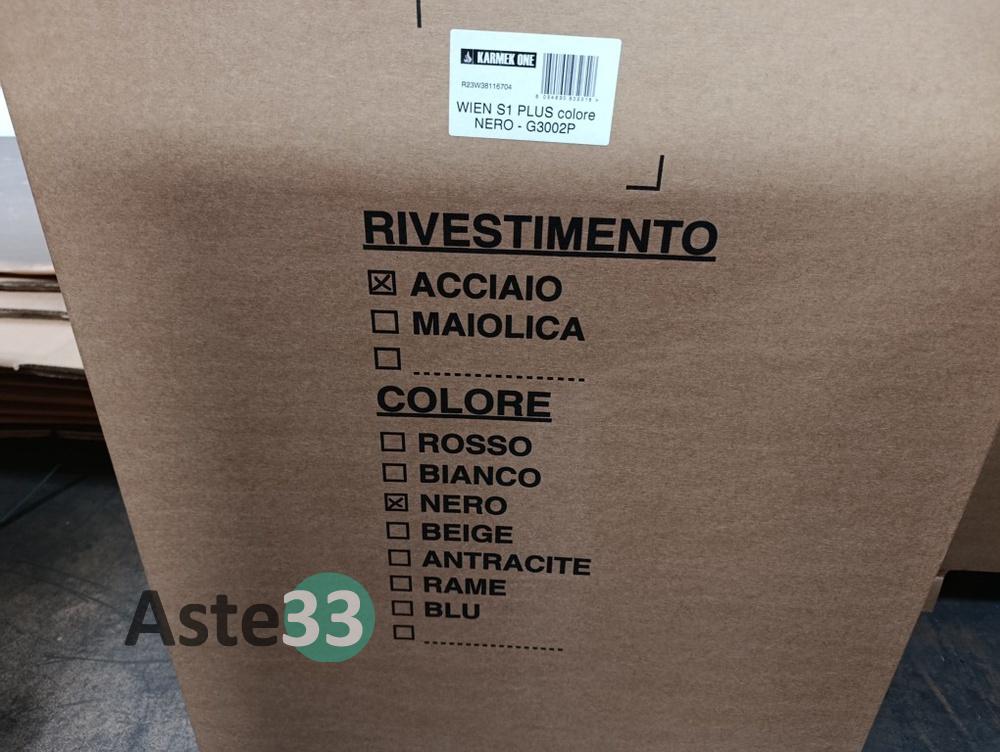 KARMEK ONE
R23W38116704
WIEN S1 PLUS colore
NERO - G3002P
RIVESTIMENTO
ACCIAIO
MAIOLICA
COLORE
ROSSO
BIANCO
NERO
BEIGE
ANTRACITE
RAME
BLU
Aste33